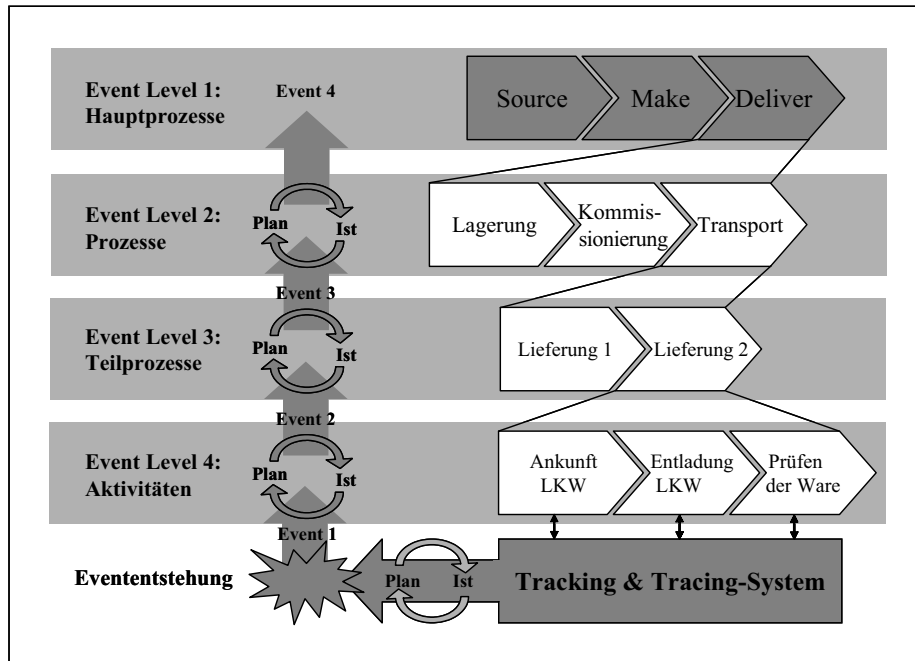 Event Level 1:
Hauptprozesse
Event 4
Source
Make
Deliver
Event Level 2:
Prozesse
Plan
Ist
Lagerung
Kommis-
sionierung
Transport
Event 3
Event Level 3:
Teilprozesse
Plan
Ist
Lieferung 1
Lieferung 2
Event 2
Event Level 4:
Aktivitäten
Plan
Ist
Ankunft
LKW
Entladung
LKW
Prüfen
der Ware
Event 1
Evententstehung
Plan
Ist
Tracking & Tracing-System